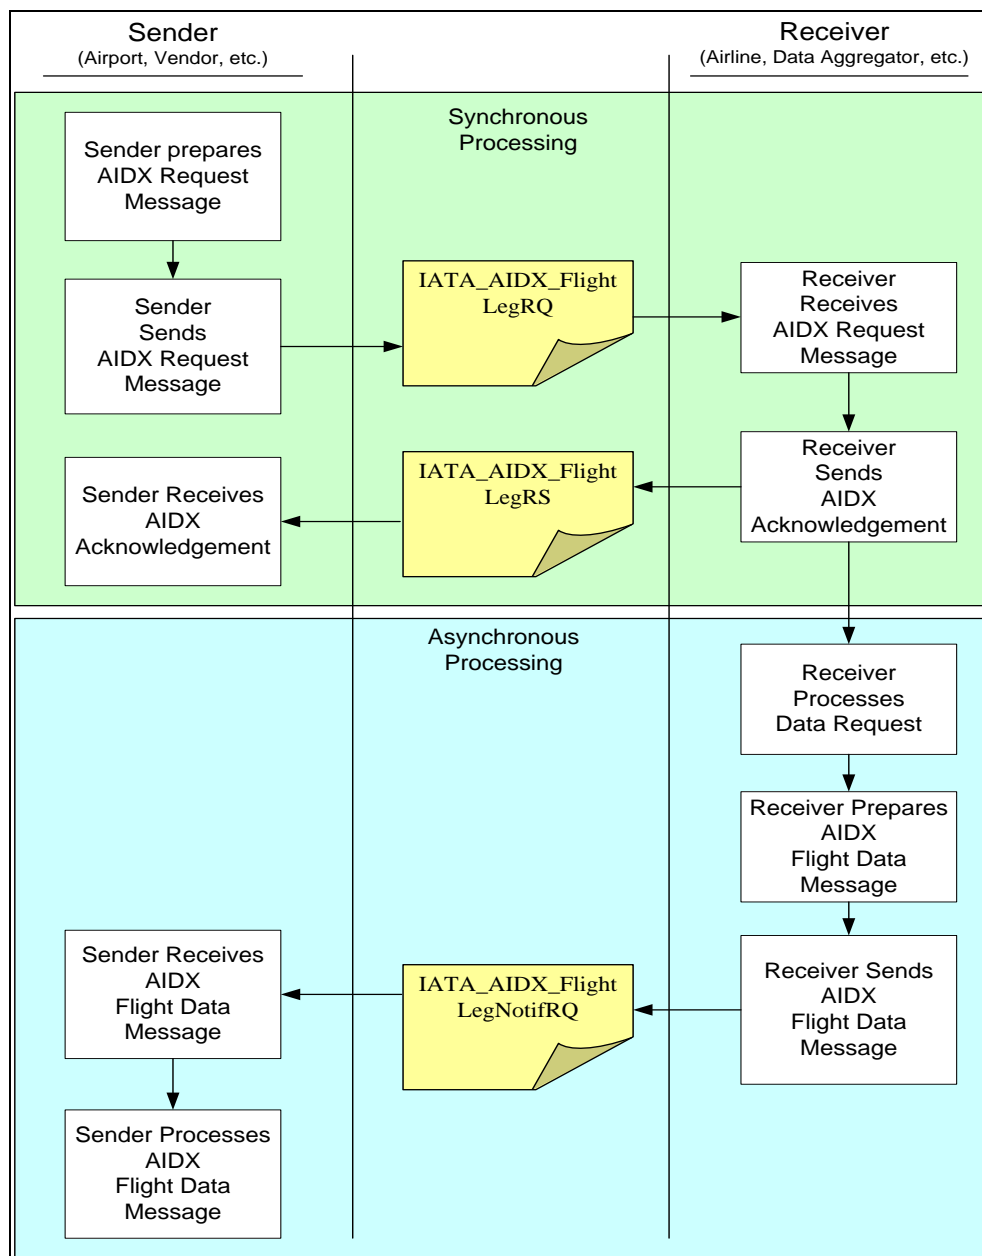 Sender
(Airport, Vendor, etc.)
Receiver
(Airline, Data Aggregator, etc.)
Synchronous
Processing
Sender prepares
AIDX Request
Message
Sender
Sends
AIDX Request
Message
IATA_AIDX_Flight
LegRQ
Receiver
Receives
AIDX Request
Message
Receiver
Sends
AIDX
Acknowledgement
IATA_AIDX_Flight
LegRS
Sender Receives
AIDX
Acknowledgement
Asynchronous
Processing
Receiver
Processes
Data Request
Receiver Prepares
AIDX
Flight Data
Message
Receiver Sends
AIDX
Flight Data
Message
IATA_AIDX_Flight
LegNotifRQ
Sender Receives
AIDX
Flight Data
Message
Sender Processes
AIDX
Flight Data
Message